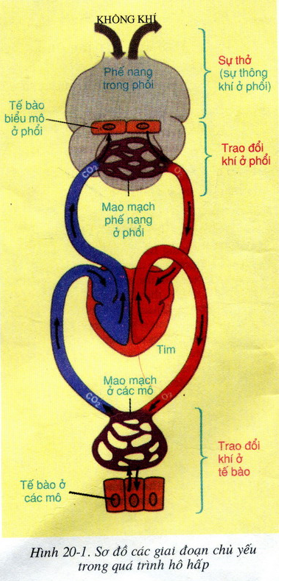 KHÔNG KHÍ
Phế nang
trong phổi
Sự thở
(sự thông
khí ở phổi)
Tế bào
biểu mô
ở phổi
Trao đổi
khí ở phổi
CO₂
O₂
Mao mạch
phế nang
ở phổi
Tim
Mao mạch
ở các mô
CO₂
O₂
Trao đổi
khí ở
tế bào
Tế bào ở
các mô
Hình 20-1. Sơ đồ các giai đoạn chủ yếu
trong quá trình hô hấp